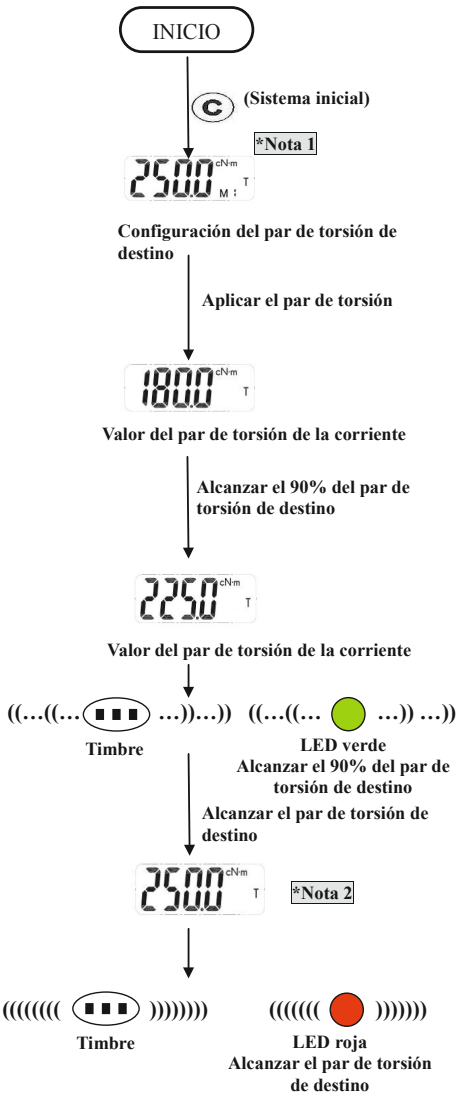 INICIO
C (Sistema inicial)
*Nota 1
250.0 cN·m
M : T
Configuración del par de torsión de
destino
Aplicar el par de torsión
180.0 cN·m
T
Valor del par de torsión de la corriente
Alcanzar el 90% del par de
torsión de destino
225.0 cN·m
T
Valor del par de torsión de la corriente
((…((… …))…)) ((…((… …)) …))
Timbre
LED verde
Alcanzar el 90% del par de
torsión de destino
Alcanzar el par de torsión de
destino
250.0 cN·m
T
*Nota 2
(((((((( )))))))) ((((((( )))))))
Timbre
LED roja
Alcanzar el par de torsión
de destino